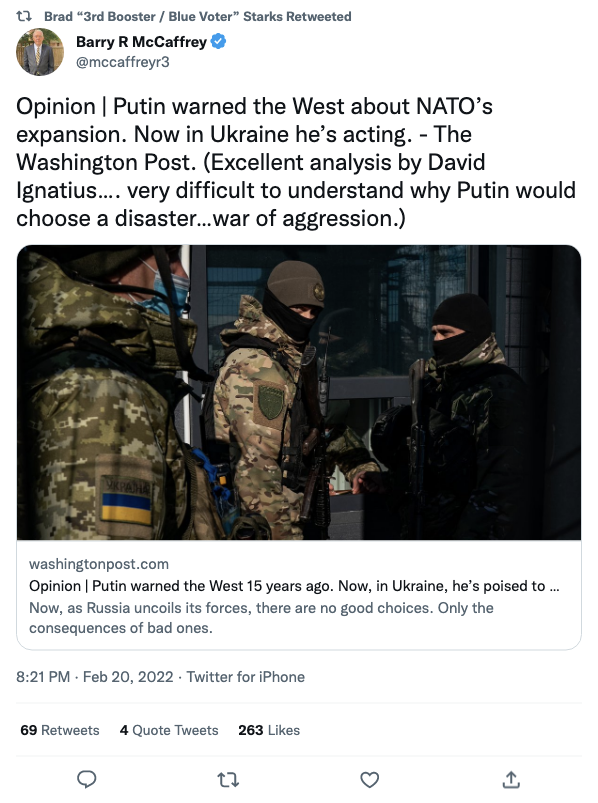 Brad “3rd Booster / Blue Voter” Starks Retweeted
Barry R McCaffrey
@mccaffreyr3
Opinion | Putin warned the West about NATO’s
expansion. Now in Ukraine he’s acting. - The
Washington Post. (Excellent analysis by David
Ignatius…. very difficult to understand why Putin would
choose a disaster…war of aggression.)
УКРАЇНА
washingtonpost.com
Opinion | Putin warned the West 15 years ago. Now, in Ukraine, he’s poised to ...
Now, as Russia uncoils its forces, there are no good choices. Only the
consequences of bad ones.
8:21 PM · Feb 20, 2022 · Twitter for iPhone
69 Retweets 4 Quote Tweets 263 Likes